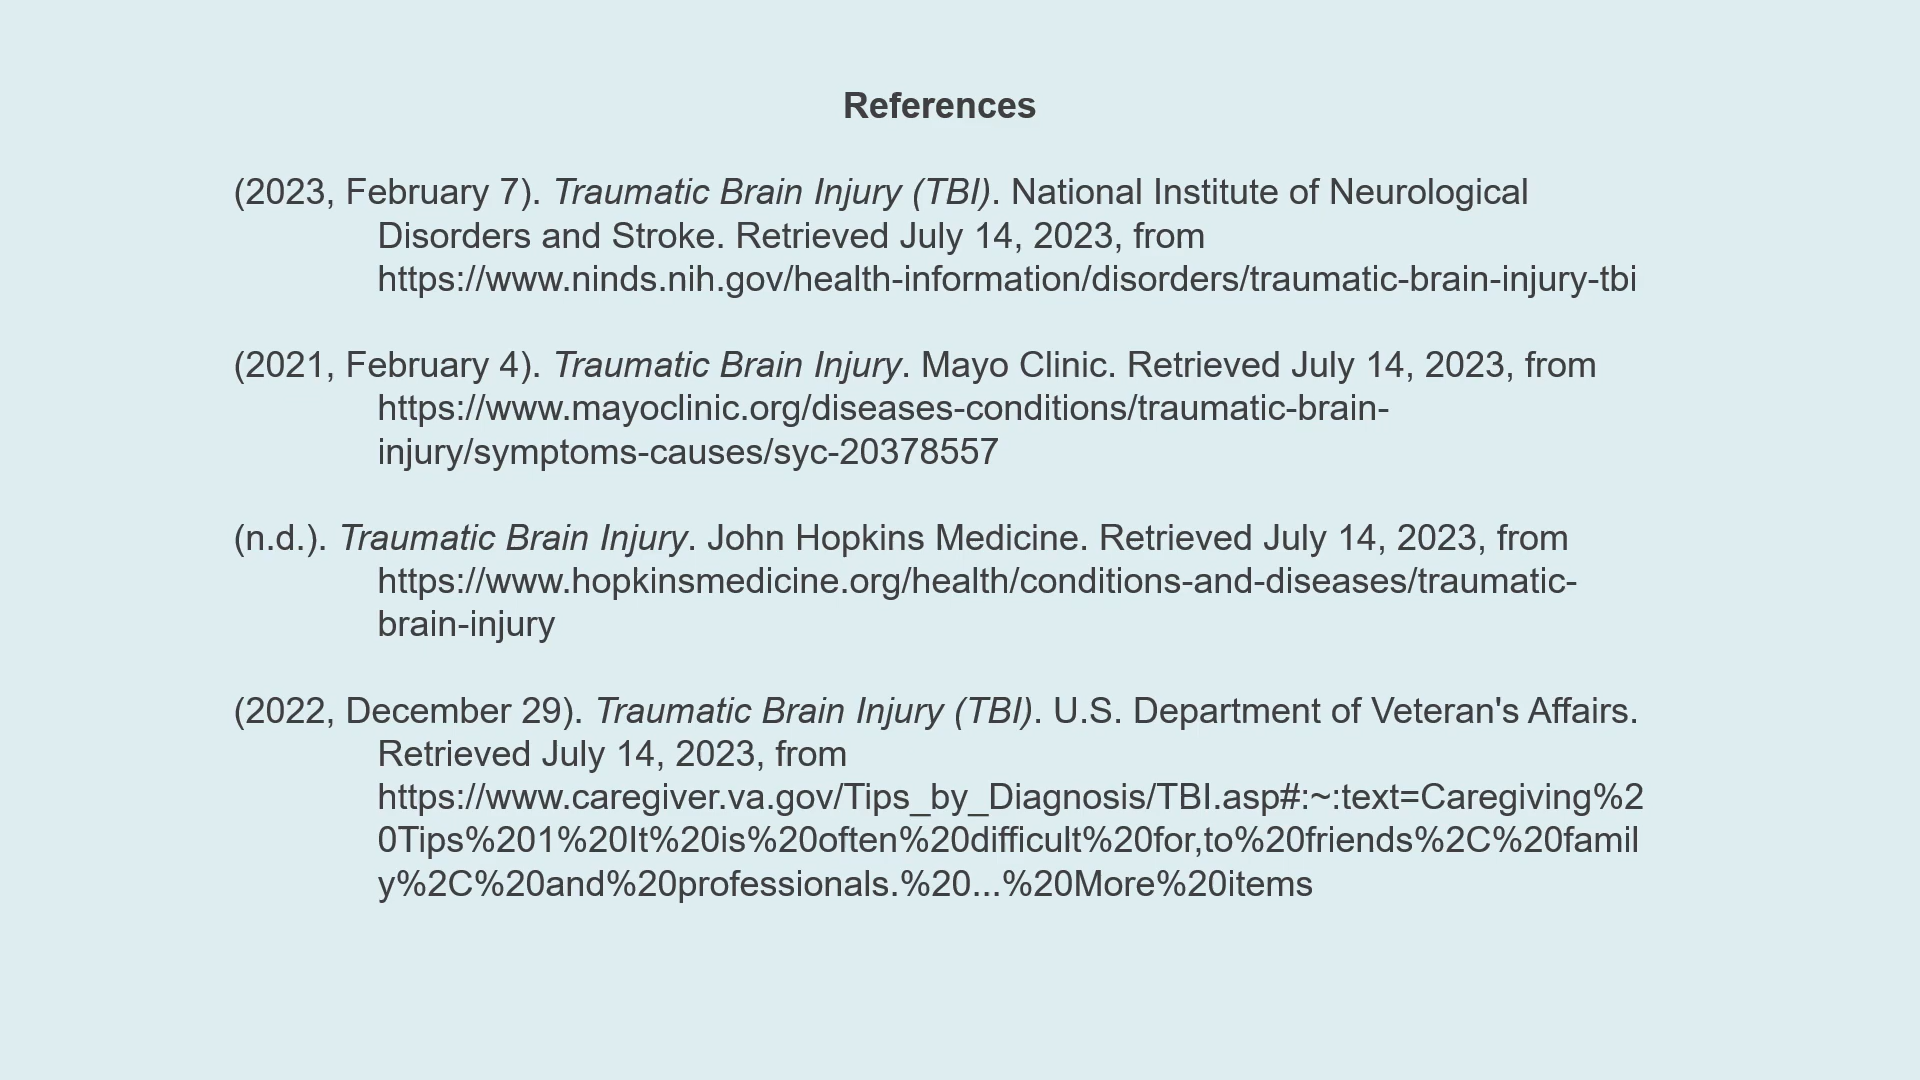 References
(2023, February 7). Traumatic Brain Injury (TBI). National Institute of Neurological
Disorders and Stroke. Retrieved July 14, 2023, from
https://www.ninds.nih.gov/health-information/disorders/traumatic-brain-injury-tbi
(2021, February 4). Traumatic Brain Injury. Mayo Clinic. Retrieved July 14, 2023, from
https://www.mayoclinic.org/diseases-conditions/traumatic-brain-
injury/symptoms-causes/syc-20378557
(n.d.). Traumatic Brain Injury. John Hopkins Medicine. Retrieved July 14, 2023, from
https://www.hopkinsmedicine.org/health/conditions-and-diseases/traumatic-
brain-injury
(2022, December 29). Traumatic Brain Injury (TBI). U.S. Department of Veteran's Affairs.
Retrieved July 14, 2023, from
https://www.caregiver.va.gov/Tips_by_Diagnosis/TBI.asp#:~:text=Caregiving%2
0Tips%201%20It%20is%20often%20difficult%20for,to%20friends%2C%20famil
y%2C%20and%20professionals.%20...%20More%20items